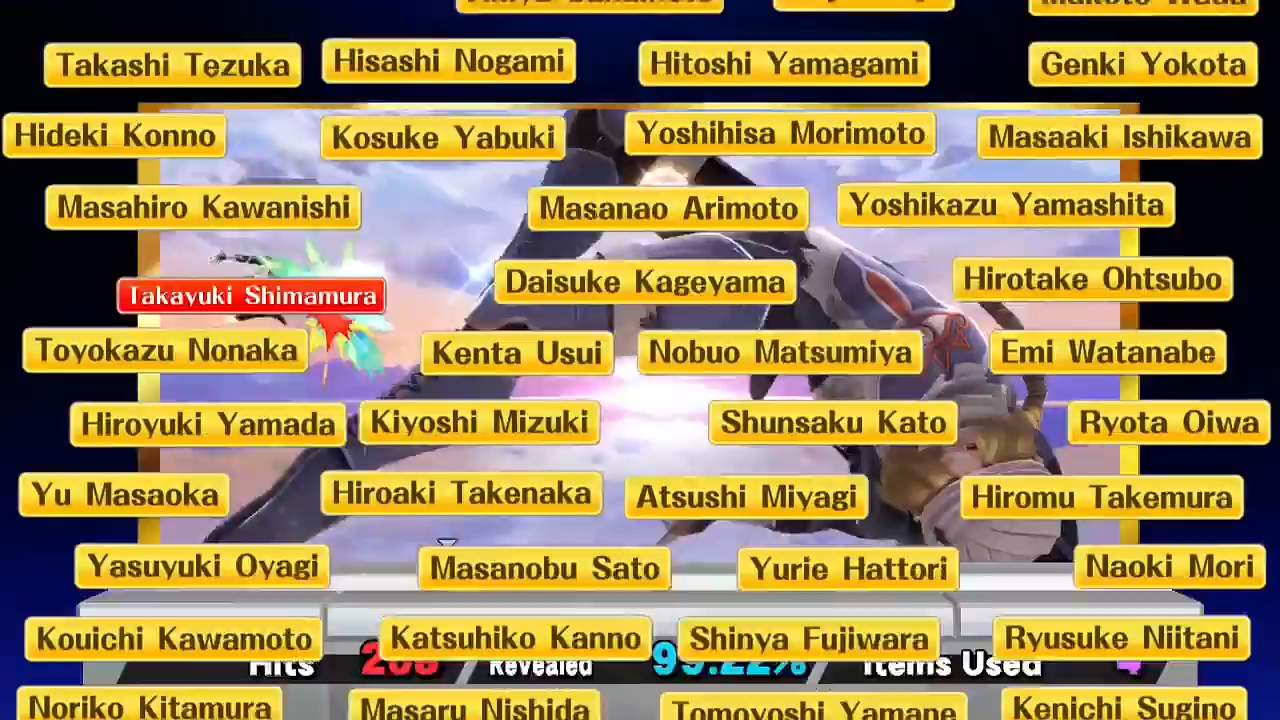 Takashi Tezuka Hisashi Nogami Hitoshi Yamagami Genki Yokota
Hideki Konno Kosuke Yabuki Yoshihisa Morimoto Masaaki Ishikawa
Masahiro Kawanishi Masanao Arimoto Yoshikazu Yamashita
Takayuki Shimamura Daisuke Kageyama Hirotake Ohtsubo
Toyokazu Nonaka Kenta Usui Nobuo Matsumiya Emi Watanabe
Hiroyuki Yamada Kiyoshi Mizuki Shunsaku Kato Ryota Oiwa
Yu Masaoka Hiroaki Takenaka Atsushi Miyagi Hiromu Takemura
Yasuyuki Oyagi Masanobu Sato Yurie Hattori Naoki Mori
Kouichi Kawamoto Katsuhiko Kanno Shinya Fujiwara Ryusuke Niitani
Hits 208 Revealed 99.22% Items Used 4
Noriko Kitamura Masaru Nishida Tomoyoshi Yamane Kenichi Sugino